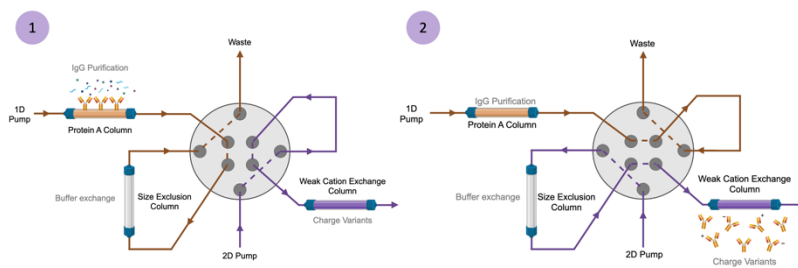 1
Waste
IgG Purification
1D
Pump
Protein A Column
Buffer exchange
Size Exclusion
Column
Weak Cation Exchange
Column
Charge Variants
2D Pump
2
Waste
IgG Purification
1D
Pump
Protein A Column
Buffer exchange
Size Exclusion
Column
Weak Cation Exchange
Column
2D Pump
Charge Variants